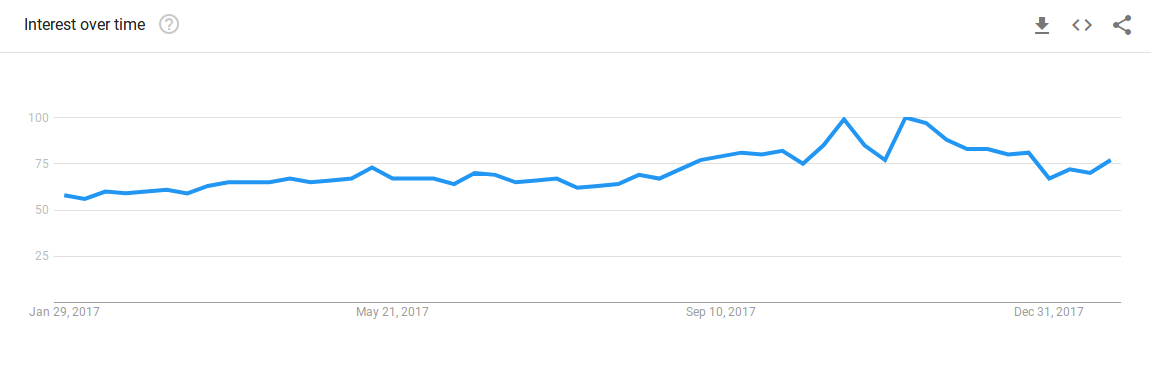 Interest over time
100
75
50
25
Jan 29, 2017
May 21, 2017
Sep 10, 2017
Dec 31, 2017